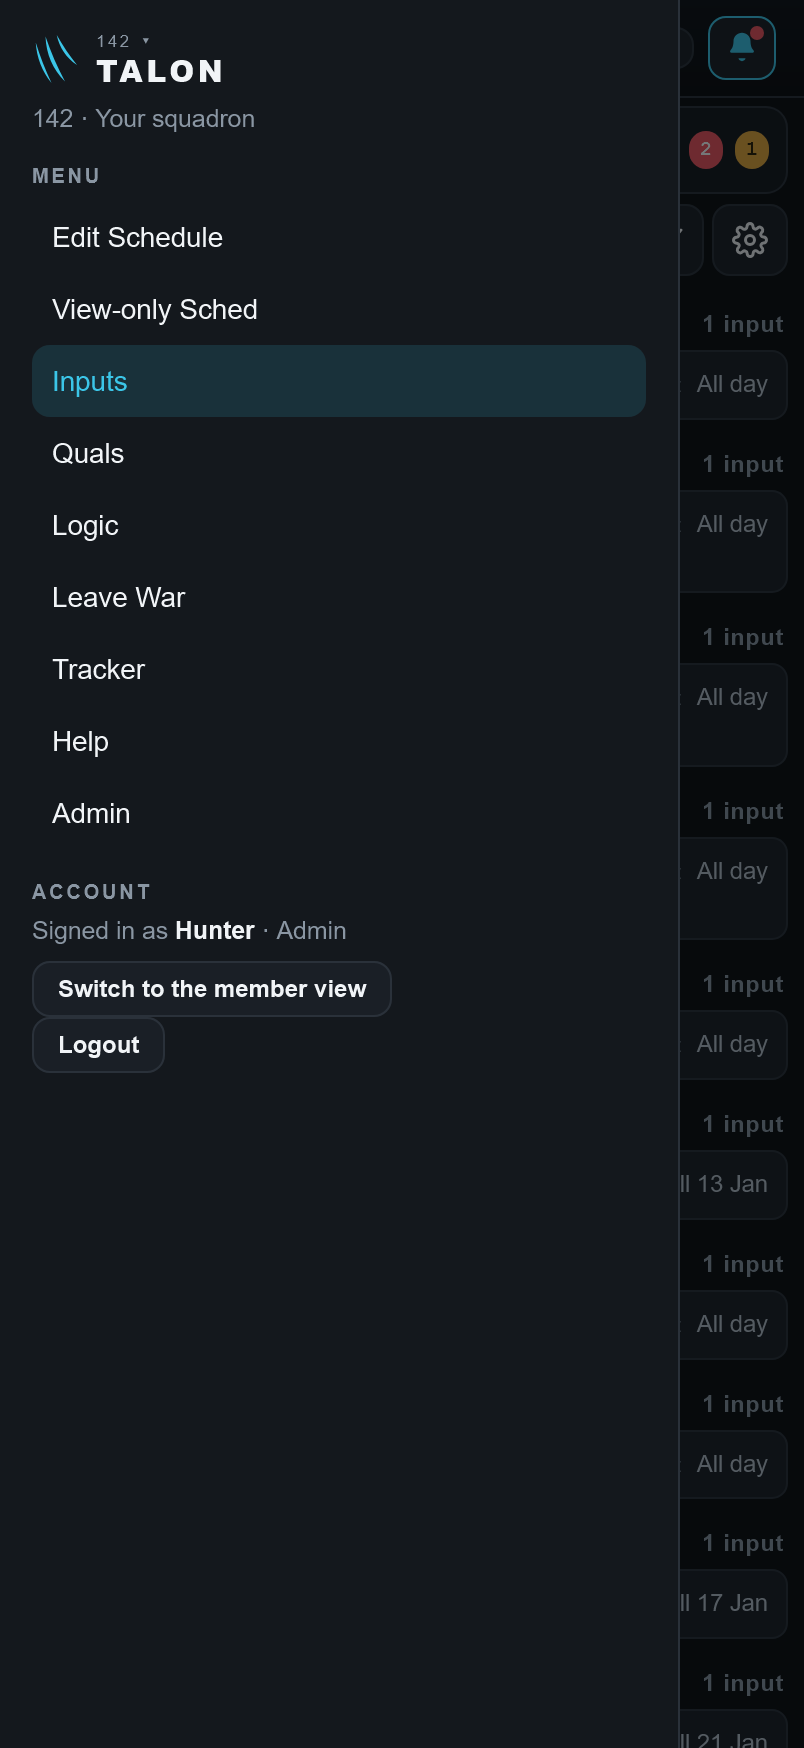 142 ▾
TALON
142 · Your squadron
MENU
Edit Schedule
View-only Sched
Inputs
Quals
Logic
Leave War
Tracker
Help
Admin
ACCOUNT
Signed in as Hunter · Admin
Switch to the member view
Logout
2 1
1 input
All day
1 input
All day
1 input
All day
1 input
All day
1 input
All day
1 input
13 Jan
1 input
All day
1 input
All day
1 input
17 Jan
1 input
21 Jan